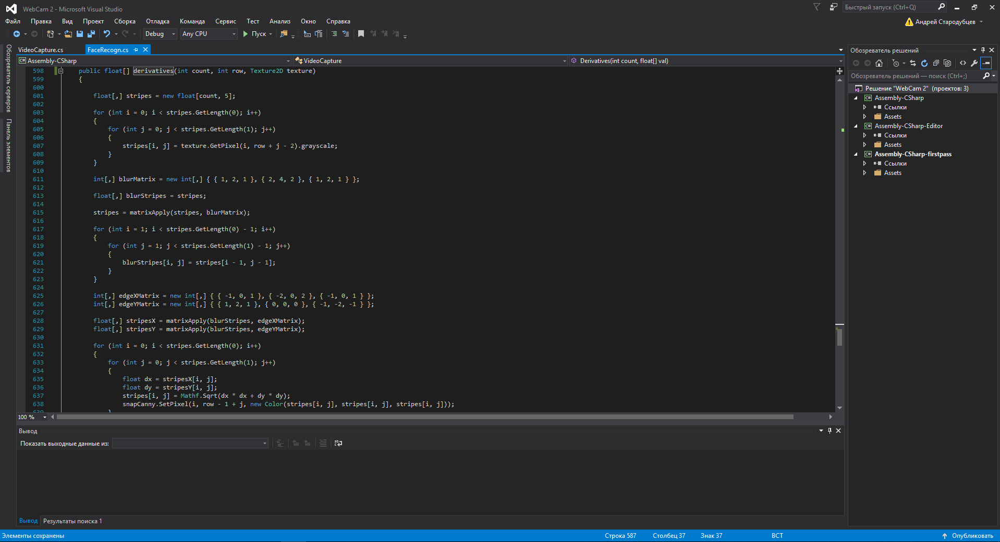 WebCam 2 - Microsoft Visual Studio
Быстрый запуск (Ctrl+Q)
Файл Правка Вид Проект Сборка Отладка Команда Сервис Тест Анализ Окно Справка
Андрей Стародубцев
Debug Any CPU Пуск
Обозреватель серверов
Панель элементов
VideoCapture.cs FaceRecogn.cs
C# Assembly-CSharp VideoCapture Derivatives(int count, float[] val)
598 public float[] derivatives(int count, int row, Texture2D texture)
599 {
600
601 float[,] stripes = new float[count, 5];
602
603 for (int i = 0; i < stripes.GetLength(0); i++)
604 {
605 for (int j = 0; j < stripes.GetLength(1); j++)
606 {
607 stripes[i, j] = texture.GetPixel(i, row + j - 2).grayscale;
608 }
609 }
610
611 int[,] blurMatrix = new int[,] { { 1, 2, 1 }, { 2, 4, 2 }, { 1, 2, 1 } };
612
613 float[,] blurStripes = stripes;
614
615 stripes = matrixApply(stripes, blurMatrix);
616
617 for (int i = 1; i < stripes.GetLength(0) - 1; i++)
618 {
619 for (int j = 1; j < stripes.GetLength(1) - 1; j++)
620 {
621 blurStripes[i, j] = stripes[i - 1, j - 1];
622 }
623 }
624
625 int[,] edgeXMatrix = new int[,] { { -1, 0, 1 }, { -2, 0, 2 }, { -1, 0, 1 } };
626 int[,] edgeYMatrix = new int[,] { { 1, 2, 1 }, { 0, 0, 0 }, { -1, -2, -1 } };
627
628 float[,] stripesX = matrixApply(blurStripes, edgeXMatrix);
629 float[,] stripesY = matrixApply(blurStripes, edgeYMatrix);
630
631 for (int i = 0; i < stripes.GetLength(0); i++)
632 {
633 for (int j = 0; j < stripes.GetLength(1); j++)
634 {
635 float dx = stripesX[i, j];
636 float dy = stripesY[i, j];
637 stripes[i, j] = Mathf.Sqrt(dx * dx + dy * dy);
638 snapCanny.SetPixel(i, row - 1 + j, new Color(stripes[i, j], stripes[i, j], stripes[i, j]));
639 }
100 %
Вывод
Показать выходные данные из:
Вывод Результаты поиска 1
Обозреватель решений
Обозреватель решений — поиск (Ctrl+;)
Решение "WebCam 2" (проектов: 3)
C# Assembly-CSharp
Ссылки
Assets
C# Assembly-CSharp-Editor
Ссылки
Assets
C# Assembly-CSharp-firstpass
Ссылки
Assets
Элементы сохранены Строка 587 Столбец 37 Знак 37 ВСТ Опубликовать